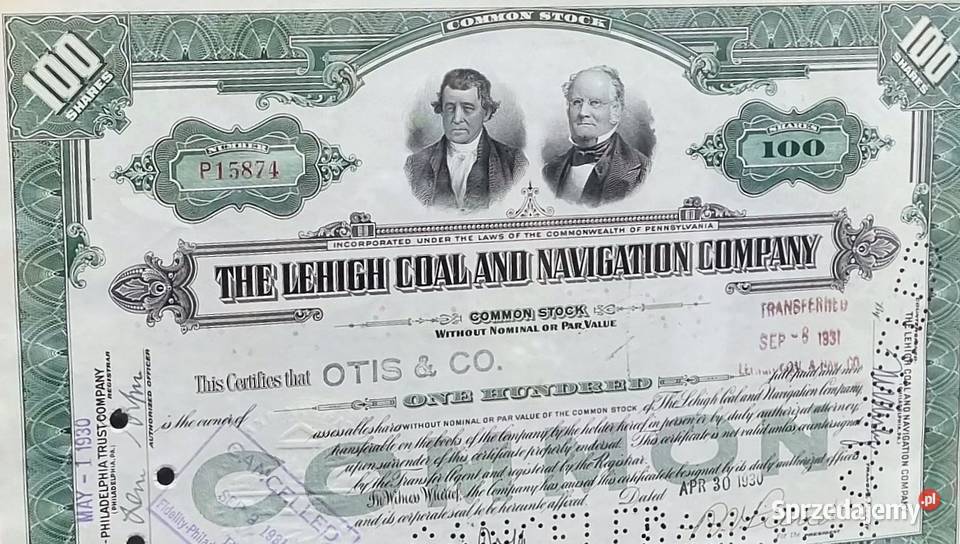 COMMON STOCK
100
SHARES
100
SHARES
NUMBER
P15874
SHARES
100
INCORPORATED UNDER THE LAWS OF THE COMMONWEALTH OF PENNSYLVANIA
THE LEHIGH COAL AND NAVIGATION COMPANY
COMMON STOCK
WITHOUT NOMINAL OR PAR VALUE
TRANSFERRED
SEP -8 1931
This Certifies that OTIS & CO.
is the owner of ONE HUNDRED full paid and non
assessable shares WITHOUT NOMINAL OR PAR VALUE OF THE COMMON STOCK of The Lehigh Coal and Navigation Company
transferable on the books of the Company by the holder hereof in person or by duly authorized attorney
upon surrender of this certificate properly endorsed. This certificate is not valid unless countersigned
by the Transfer Agent and registered by the Registrar.
In Witness Whereof, the Company has caused this certificate to be signed by its duly authorized officers
and its corporate seal to be hereunto affixed. Dated APR 30 1930
COMMON
CANCELLED
MAY - 1 1930
PHILADELPHIA TRUST COMPANY
(PHILADELPHIA, PA.) REGISTRAR
AUTHORIZED OFFICER
THE LEHIGH COAL AND NAVIGATION COMPANY
PRESIDENT
Sprzedajemy.pl